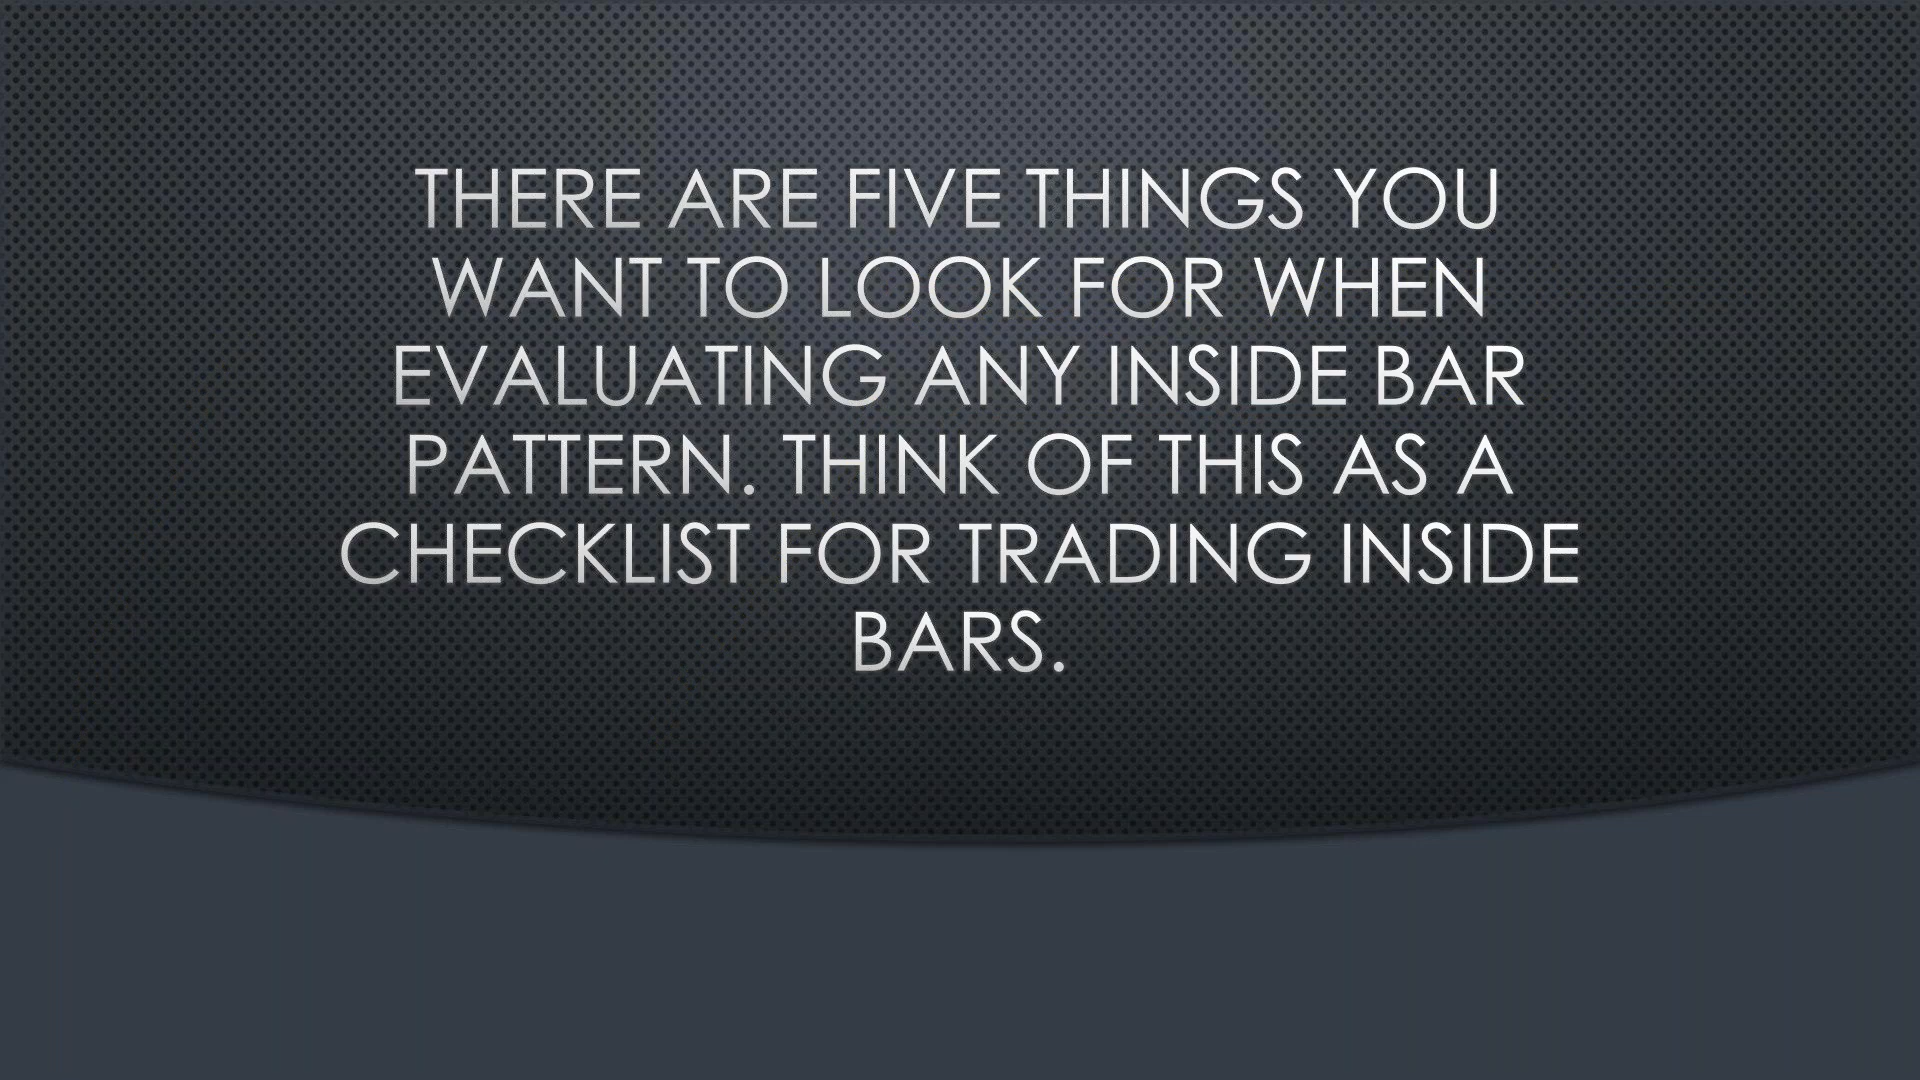 THERE ARE FIVE THINGS YOU
WANT TO LOOK FOR WHEN
EVALUATING ANY INSIDE BAR
PATTERN. THINK OF THIS AS A
CHECKLIST FOR TRADING INSIDE
BARS.